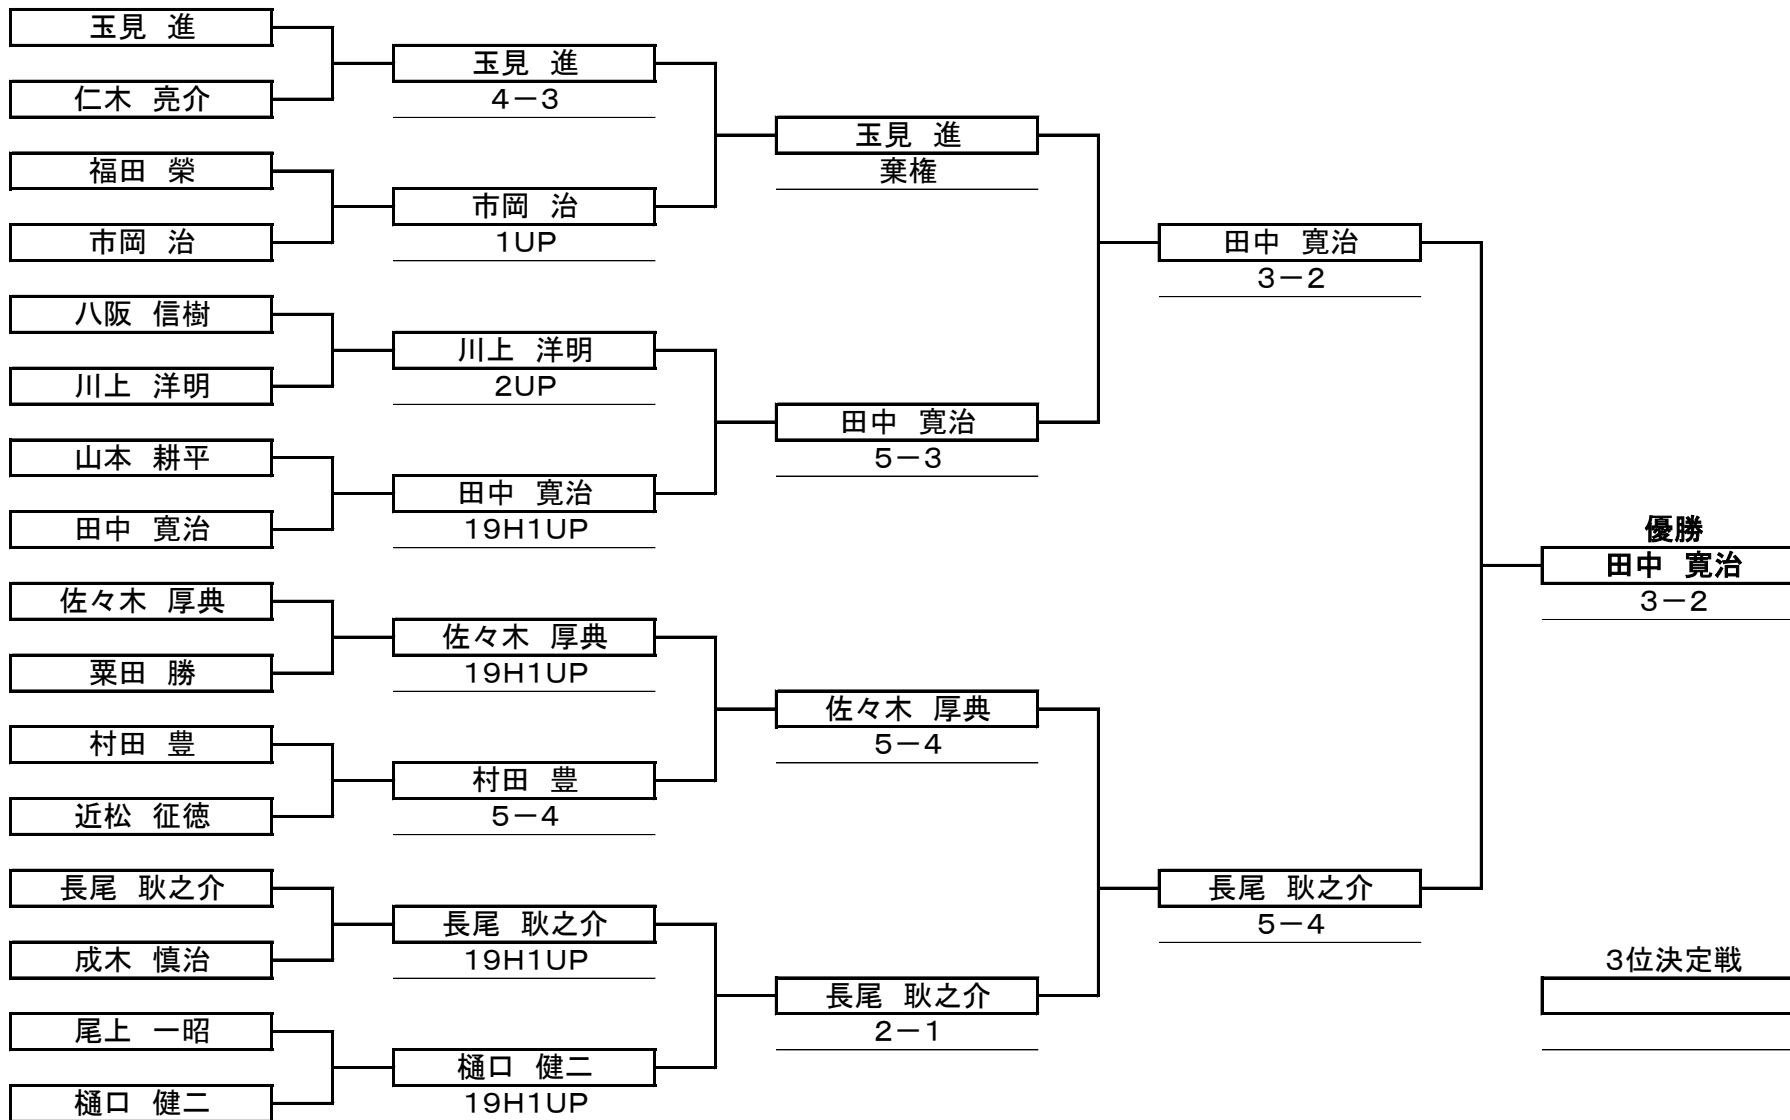 玉見　進
仁木　亮介
福田　榮
市岡　治
八阪　信樹
川上　洋明
山本　耕平
田中　寛治
佐々木　厚典
粟田　勝
村田　豊
近松　征徳
長尾　耿之介
成木　慎治
尾上　一昭
樋口　健二
玉見　進
4－3
市岡　治
1UP
川上　洋明
2UP
田中　寛治
19H1UP
佐々木　厚典
19H1UP
村田　豊
5－4
長尾　耿之介
19H1UP
樋口　健二
19H1UP
玉見　進
棄権
田中　寛治
5－3
佐々木　厚典
5－4
長尾　耿之介
2－1
田中　寛治
3－2
長尾　耿之介
5－4
優勝
田中　寛治
3－2
3位決定戦